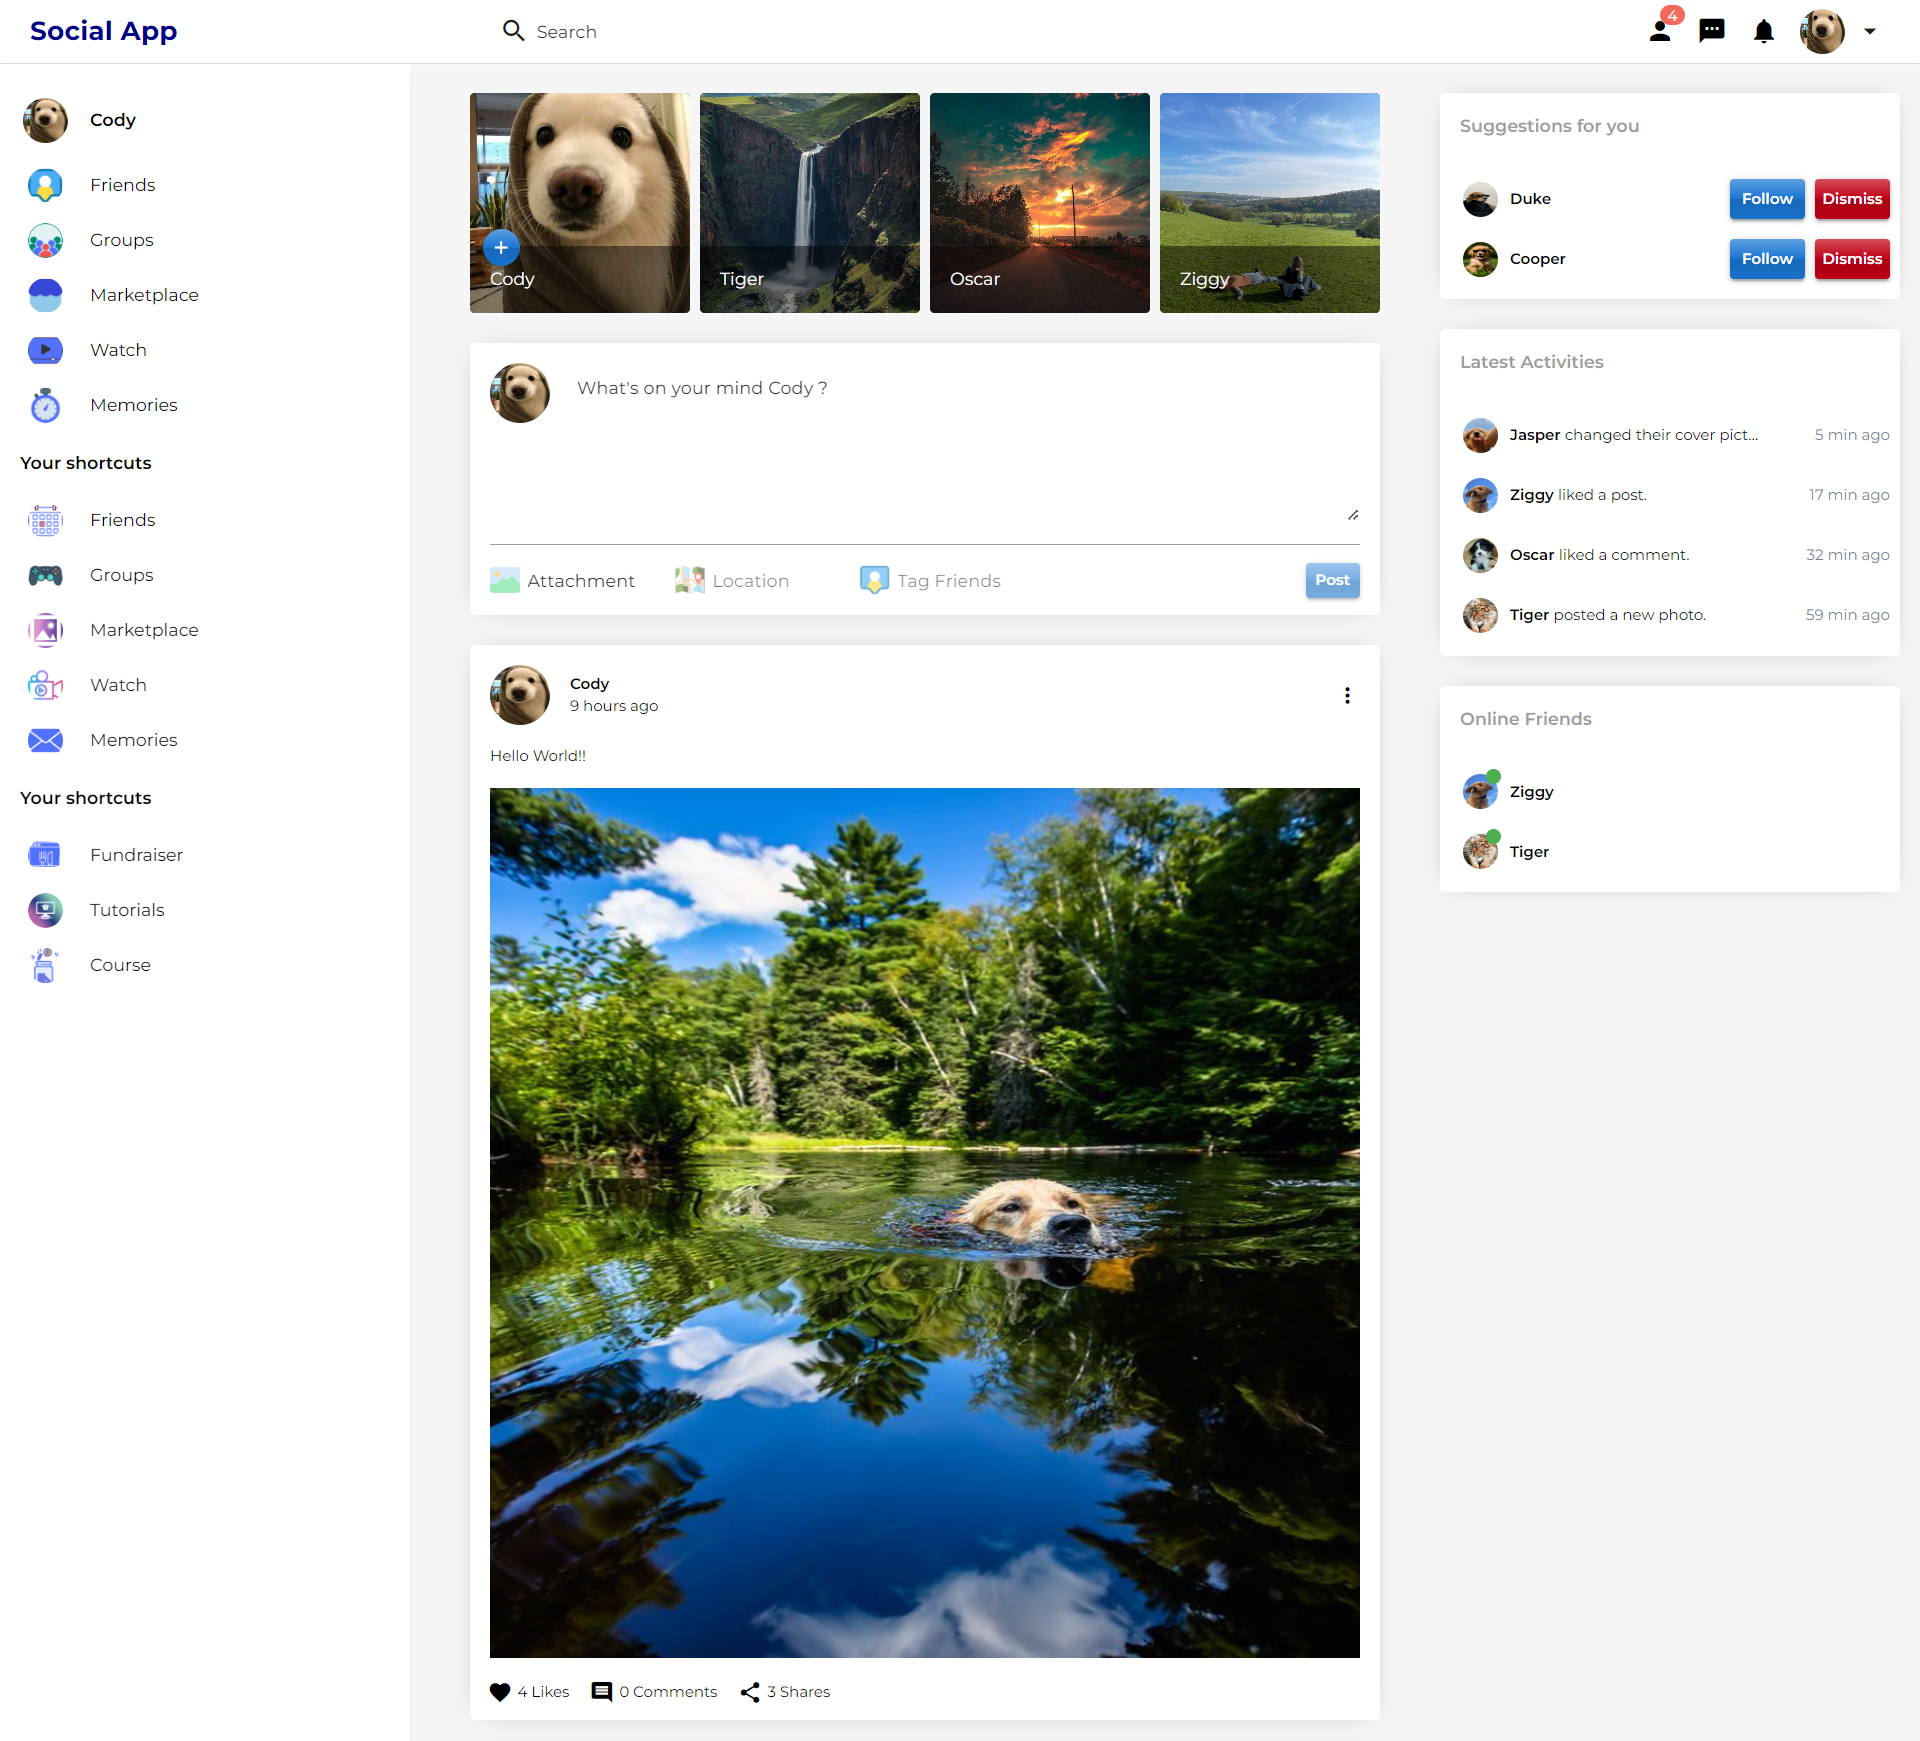 Social App
Search
4
Cody
Friends
Groups
Marketplace
Watch
Memories
Your shortcuts
Friends
Groups
Marketplace
Watch
Memories
Your shortcuts
Fundraiser
Tutorials
Course
Cody
Tiger
Oscar
Ziggy
What's on your mind Cody ?
Attachment
Location
Tag Friends
Post
Cody
9 hours ago
Hello World!!
4 Likes
0 Comments
3 Shares
Suggestions for you
Duke
Follow
Dismiss
Cooper
Follow
Dismiss
Latest Activities
Jasper changed their cover pict... 5 min ago
Ziggy liked a post. 17 min ago
Oscar liked a comment. 32 min ago
Tiger posted a new photo. 59 min ago
Online Friends
Ziggy
Tiger